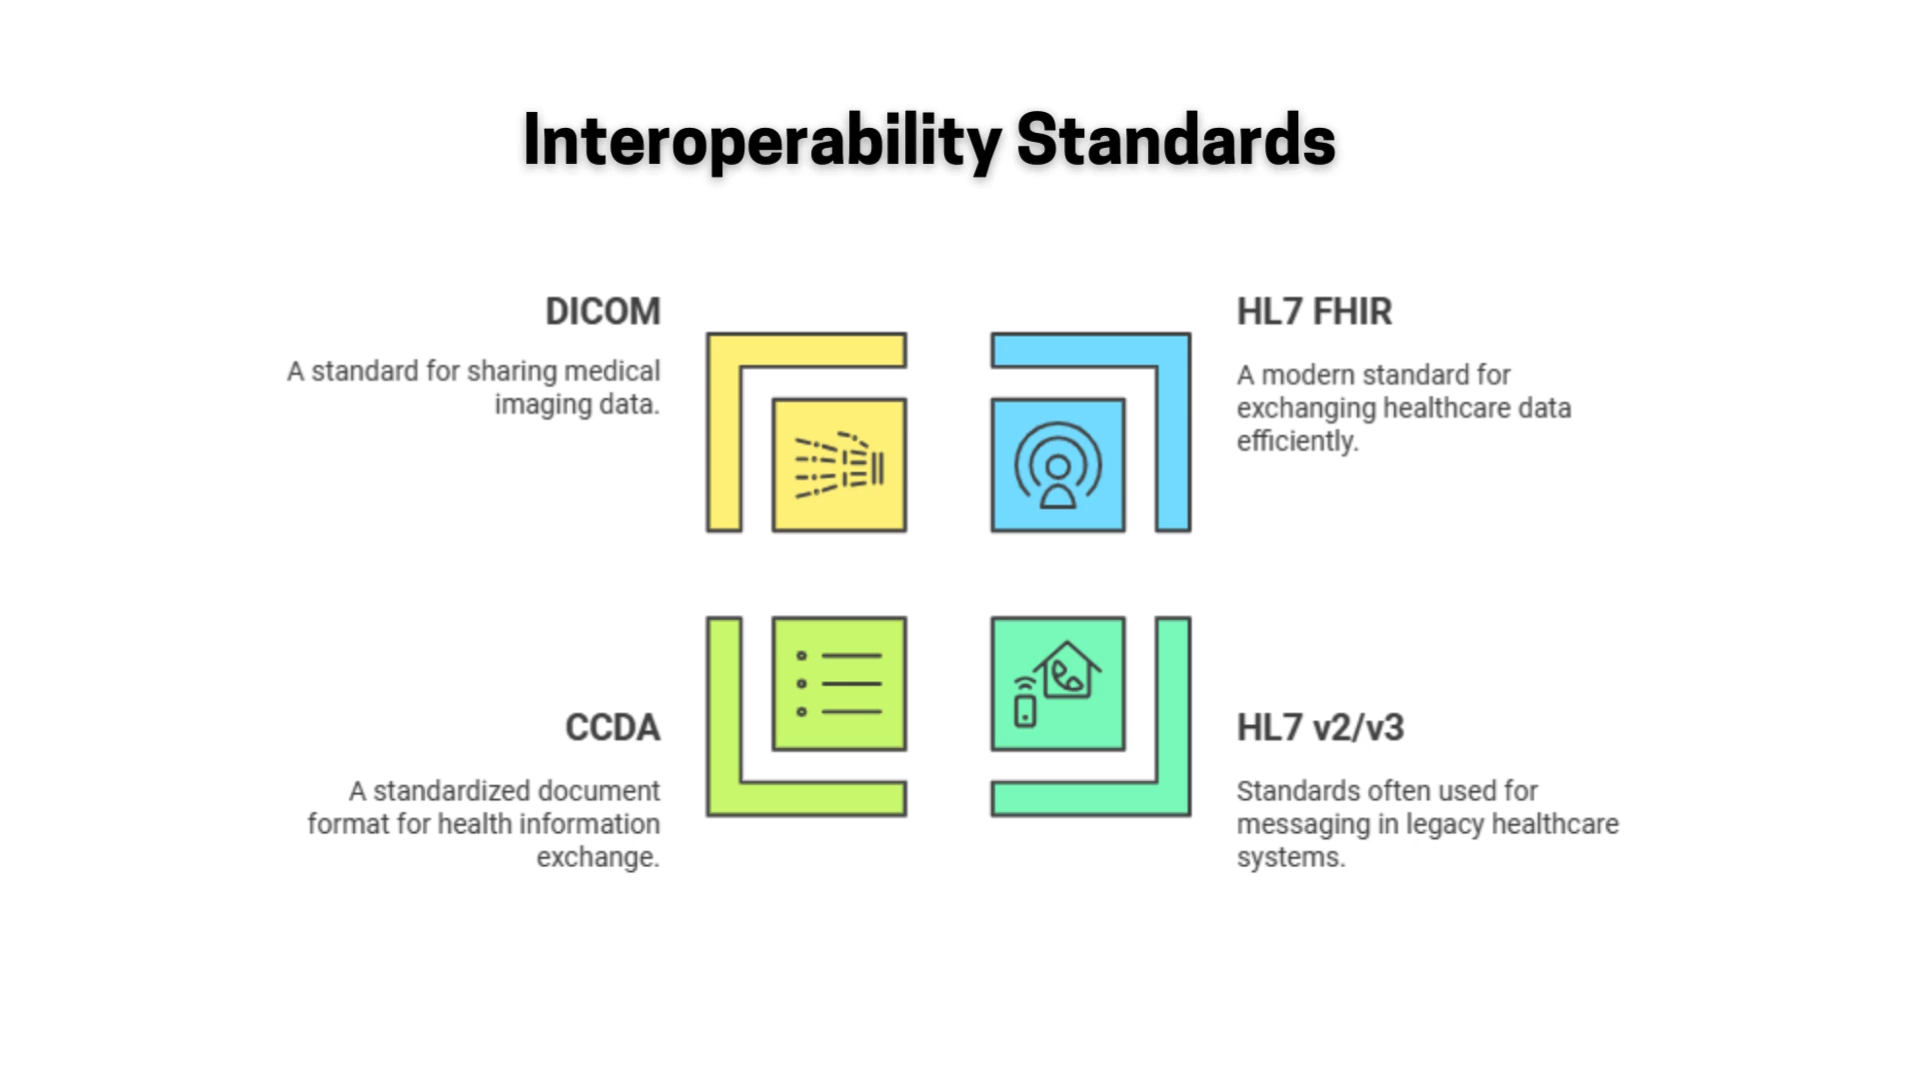 Interoperability Standards
DICOM
A standard for sharing medical
imaging data.
HL7 FHIR
A modern standard for
exchanging healthcare data
efficiently.
CCDA
A standardized document
format for health information
exchange.
HL7 v2/v3
Standards often used for
messaging in legacy healthcare
systems.